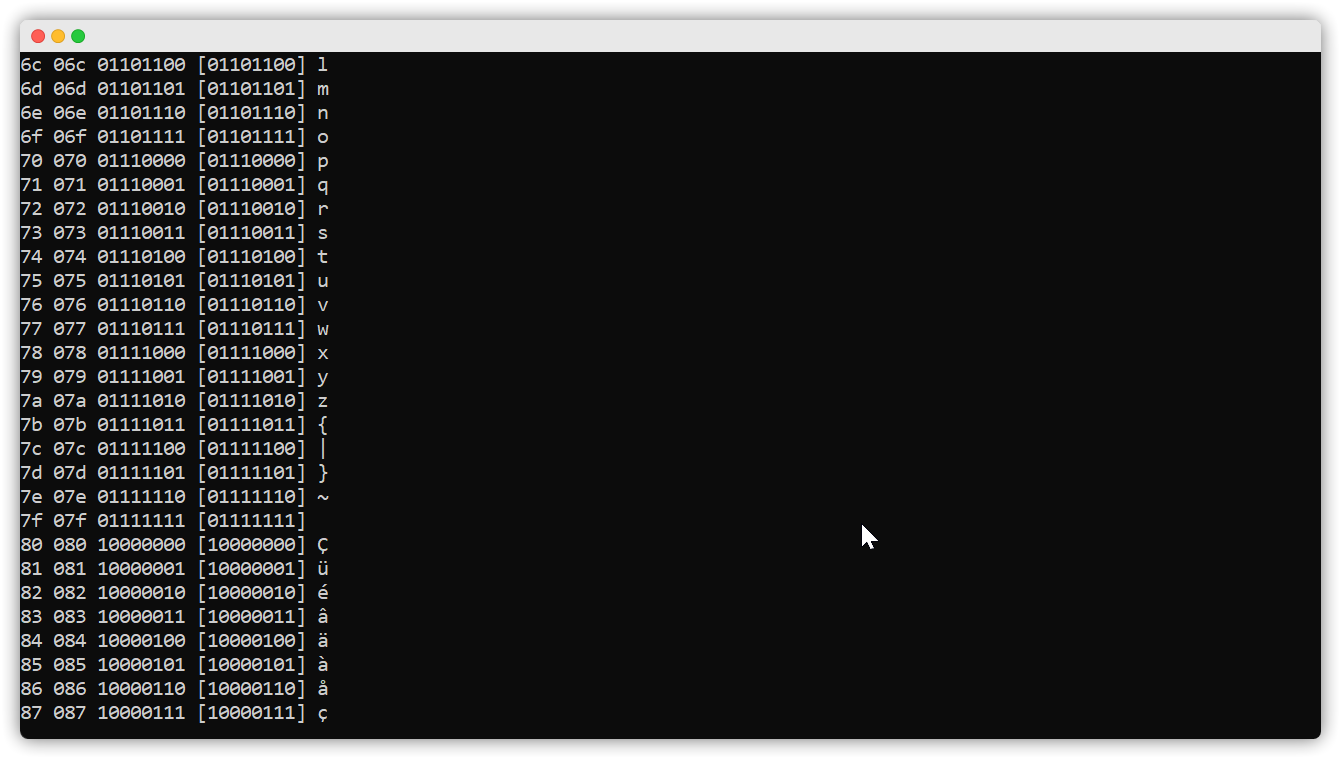 6c 06c 01101100 [01101100] l
6d 06d 01101101 [01101101] m
6e 06e 01101110 [01101110] n
6f 06f 01101111 [01101111] o
70 070 01110000 [01110000] p
71 071 01110001 [01110001] q
72 072 01110010 [01110010] r
73 073 01110011 [01110011] s
74 074 01110100 [01110100] t
75 075 01110101 [01110101] u
76 076 01110110 [01110110] v
77 077 01110111 [01110111] w
78 078 01111000 [01111000] x
79 079 01111001 [01111001] y
7a 07a 01111010 [01111010] z
7b 07b 01111011 [01111011] {
7c 07c 01111100 [01111100] |
7d 07d 01111101 [01111101] }
7e 07e 01111110 [01111110] ~
7f 07f 01111111 [01111111]
80 080 10000000 [10000000] Ç
81 081 10000001 [10000001] ü
82 082 10000010 [10000010] é
83 083 10000011 [10000011] â
84 084 10000100 [10000100] ä
85 085 10000101 [10000101] à
86 086 10000110 [10000110] å
87 087 10000111 [10000111] ç